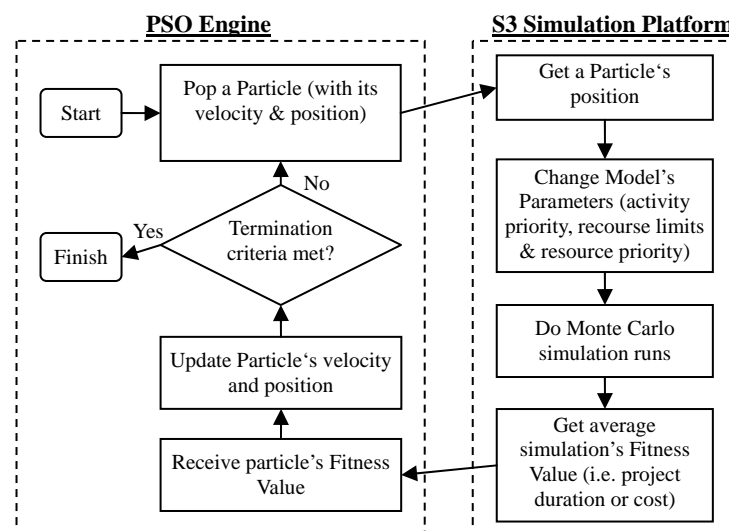 PSO Engine
S3 Simulation Platform
Start
Pop a Particle (with its
velocity & position)
No
Yes
Termination
criteria met?
Finish
Update Particle‘s velocity
and position
Receive particle’s Fitness
Value
Get a Particle‘s
position
Change Model’s
Parameters (activity
priority, recourse limits
& resource priority)
Do Monte Carlo
simulation runs
Get average
simulation’s Fitness
Value (i.e. project
duration or cost)